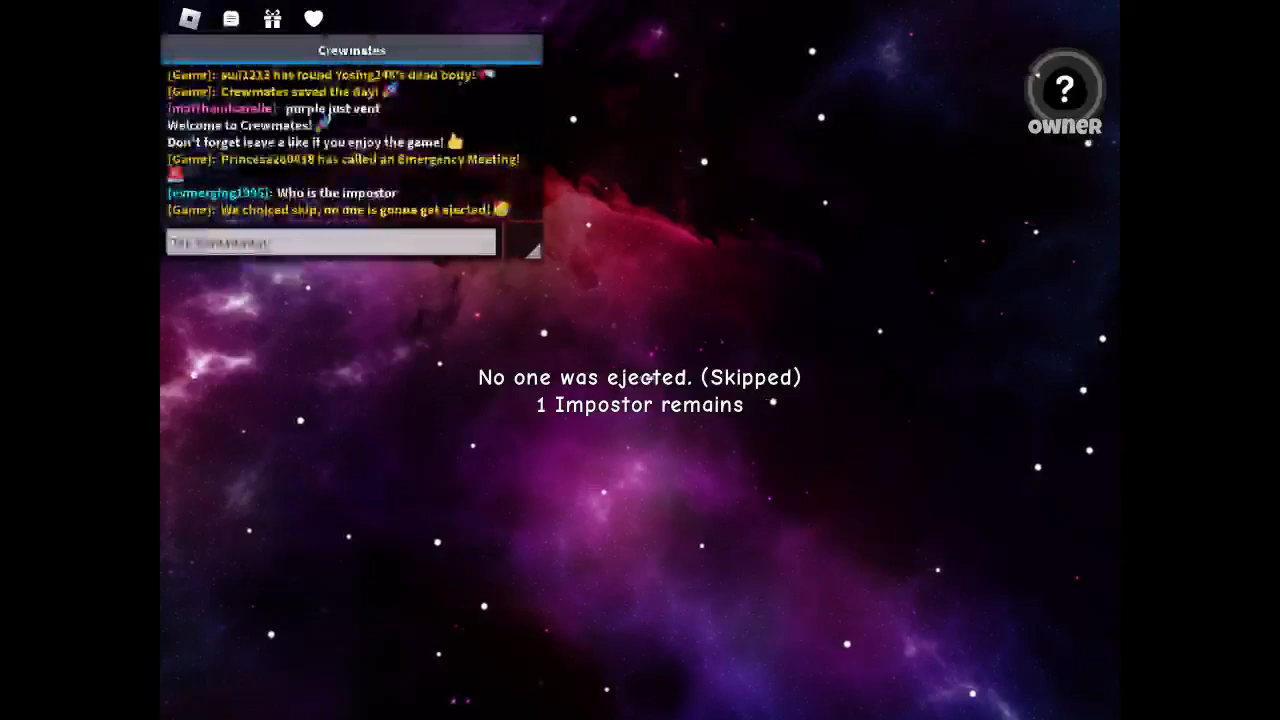 Crewmates
[Game]: has found dead body!
[Game]: Crewmates saved the day!
purple just vent
Welcome to Crewmates!
Don't forget leave a like if you enjoy the game!
[Game]: has called an Emergency Meeting!
Who is the impostor
[Game]: We choiced skip, no one is gonna get ejected!
?
OWNER
No one was ejected. (Skipped)
1 Impostor remains